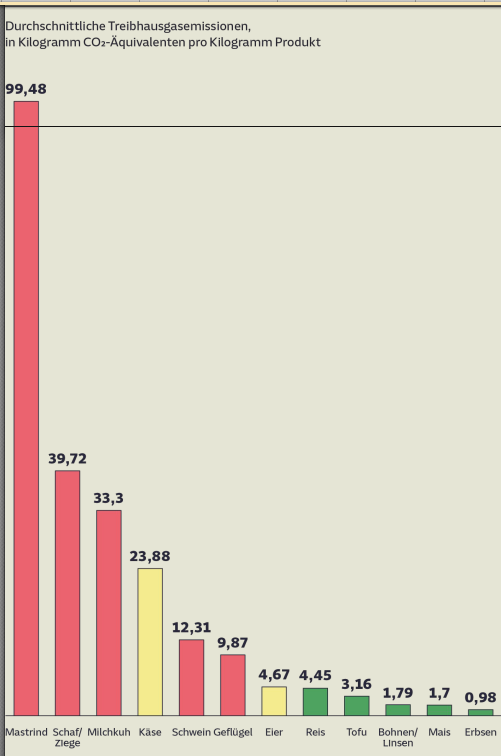 Durchschnittliche Treibhausgasemissionen,
in Kilogramm CO₂-Äquivalenten pro Kilogramm Produkt
99,48
39,72
33,3
23,88
12,31
9,87
4,67
4,45
3,16
1,79
1,7
0,98
Mastrind
Schaf/
Ziege
Milchkuh
Käse
Schwein
Geflügel
Eier
Reis
Tofu
Bohnen/
Linsen
Mais
Erbsen